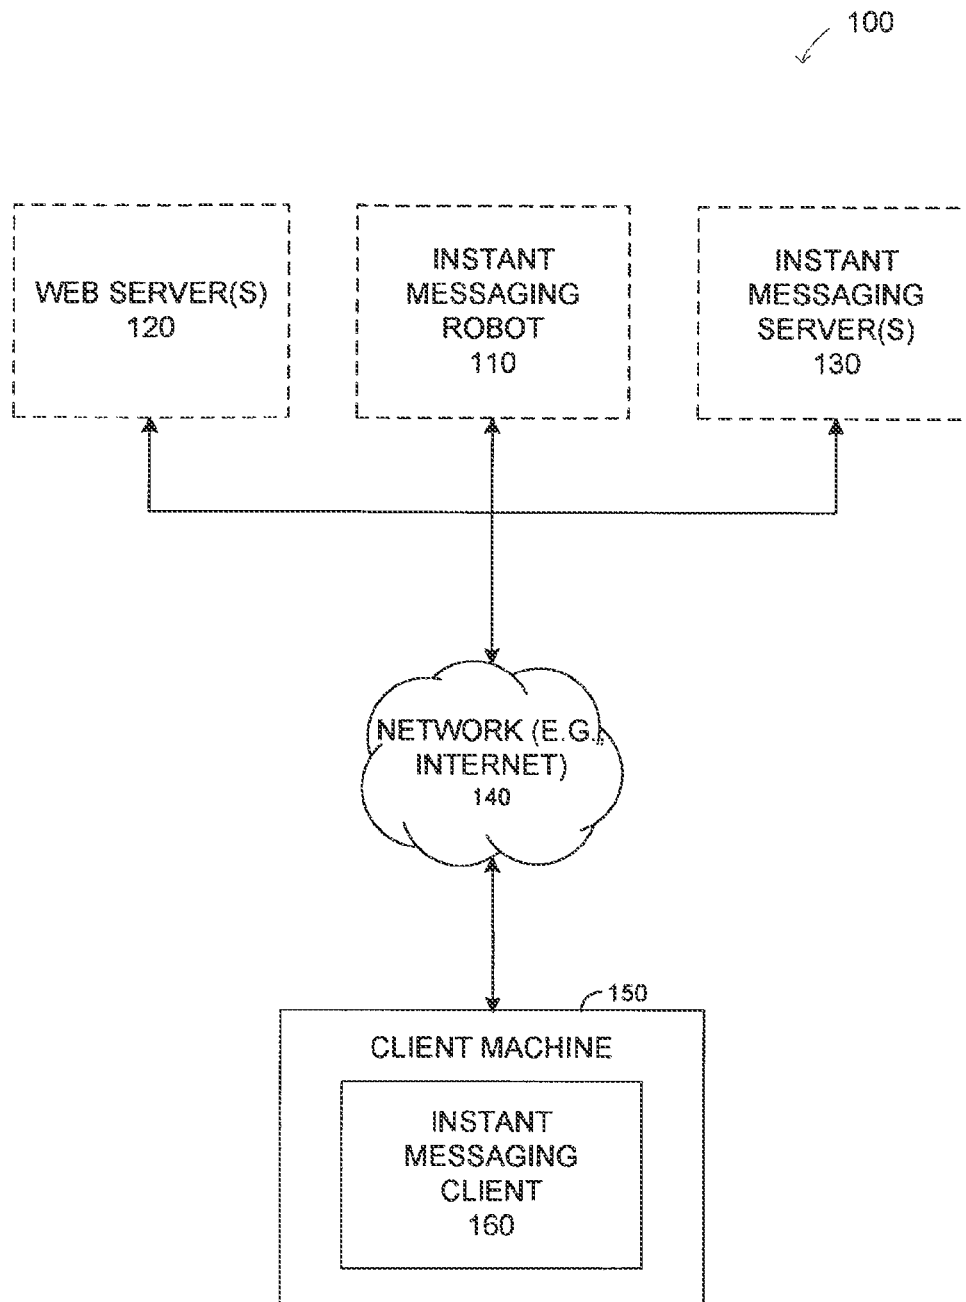 100
WEB SERVER(S)
120
INSTANT
MESSAGING
ROBOT
110
INSTANT
MESSAGING
SERVER(S)
130
NETWORK (E.G.,
INTERNET)
140
150
CLIENT MACHINE
INSTANT
MESSAGING
CLIENT
160